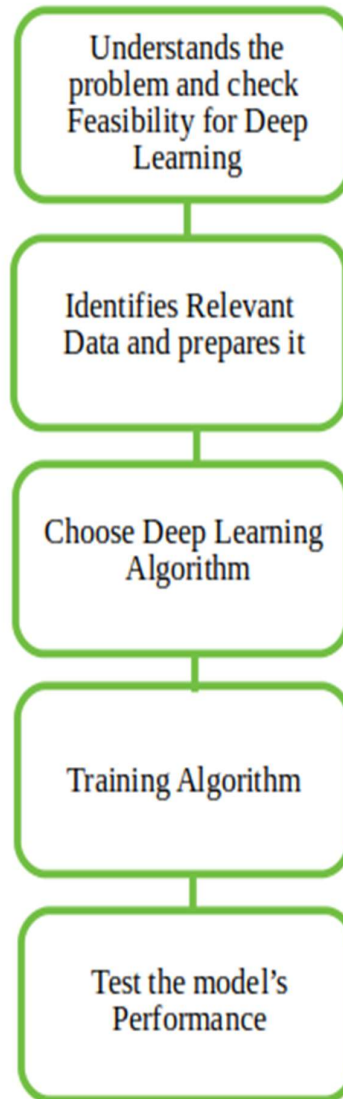 Understands the
problem and check
Feasibility for Deep
Learning
Identifies Relevant
Data and prepares it
Choose Deep Learning
Algorithm
Training Algorithm
Test the model’s
Performance